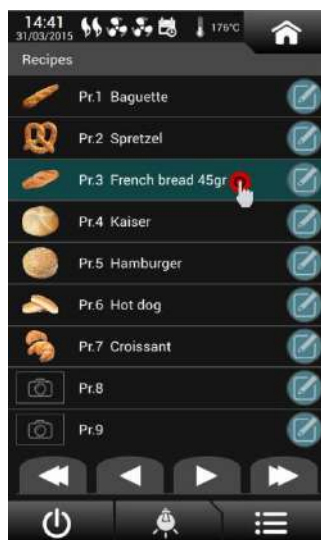 14:41
31/03/2015
176°C
Recipes
Pr.1 Baguette
Pr.2 Spretzel
Pr.3 French bread 45gr
Pr.4 Kaiser
Pr.5 Hamburger
Pr.6 Hot dog
Pr.7 Croissant
Pr.8
Pr.9